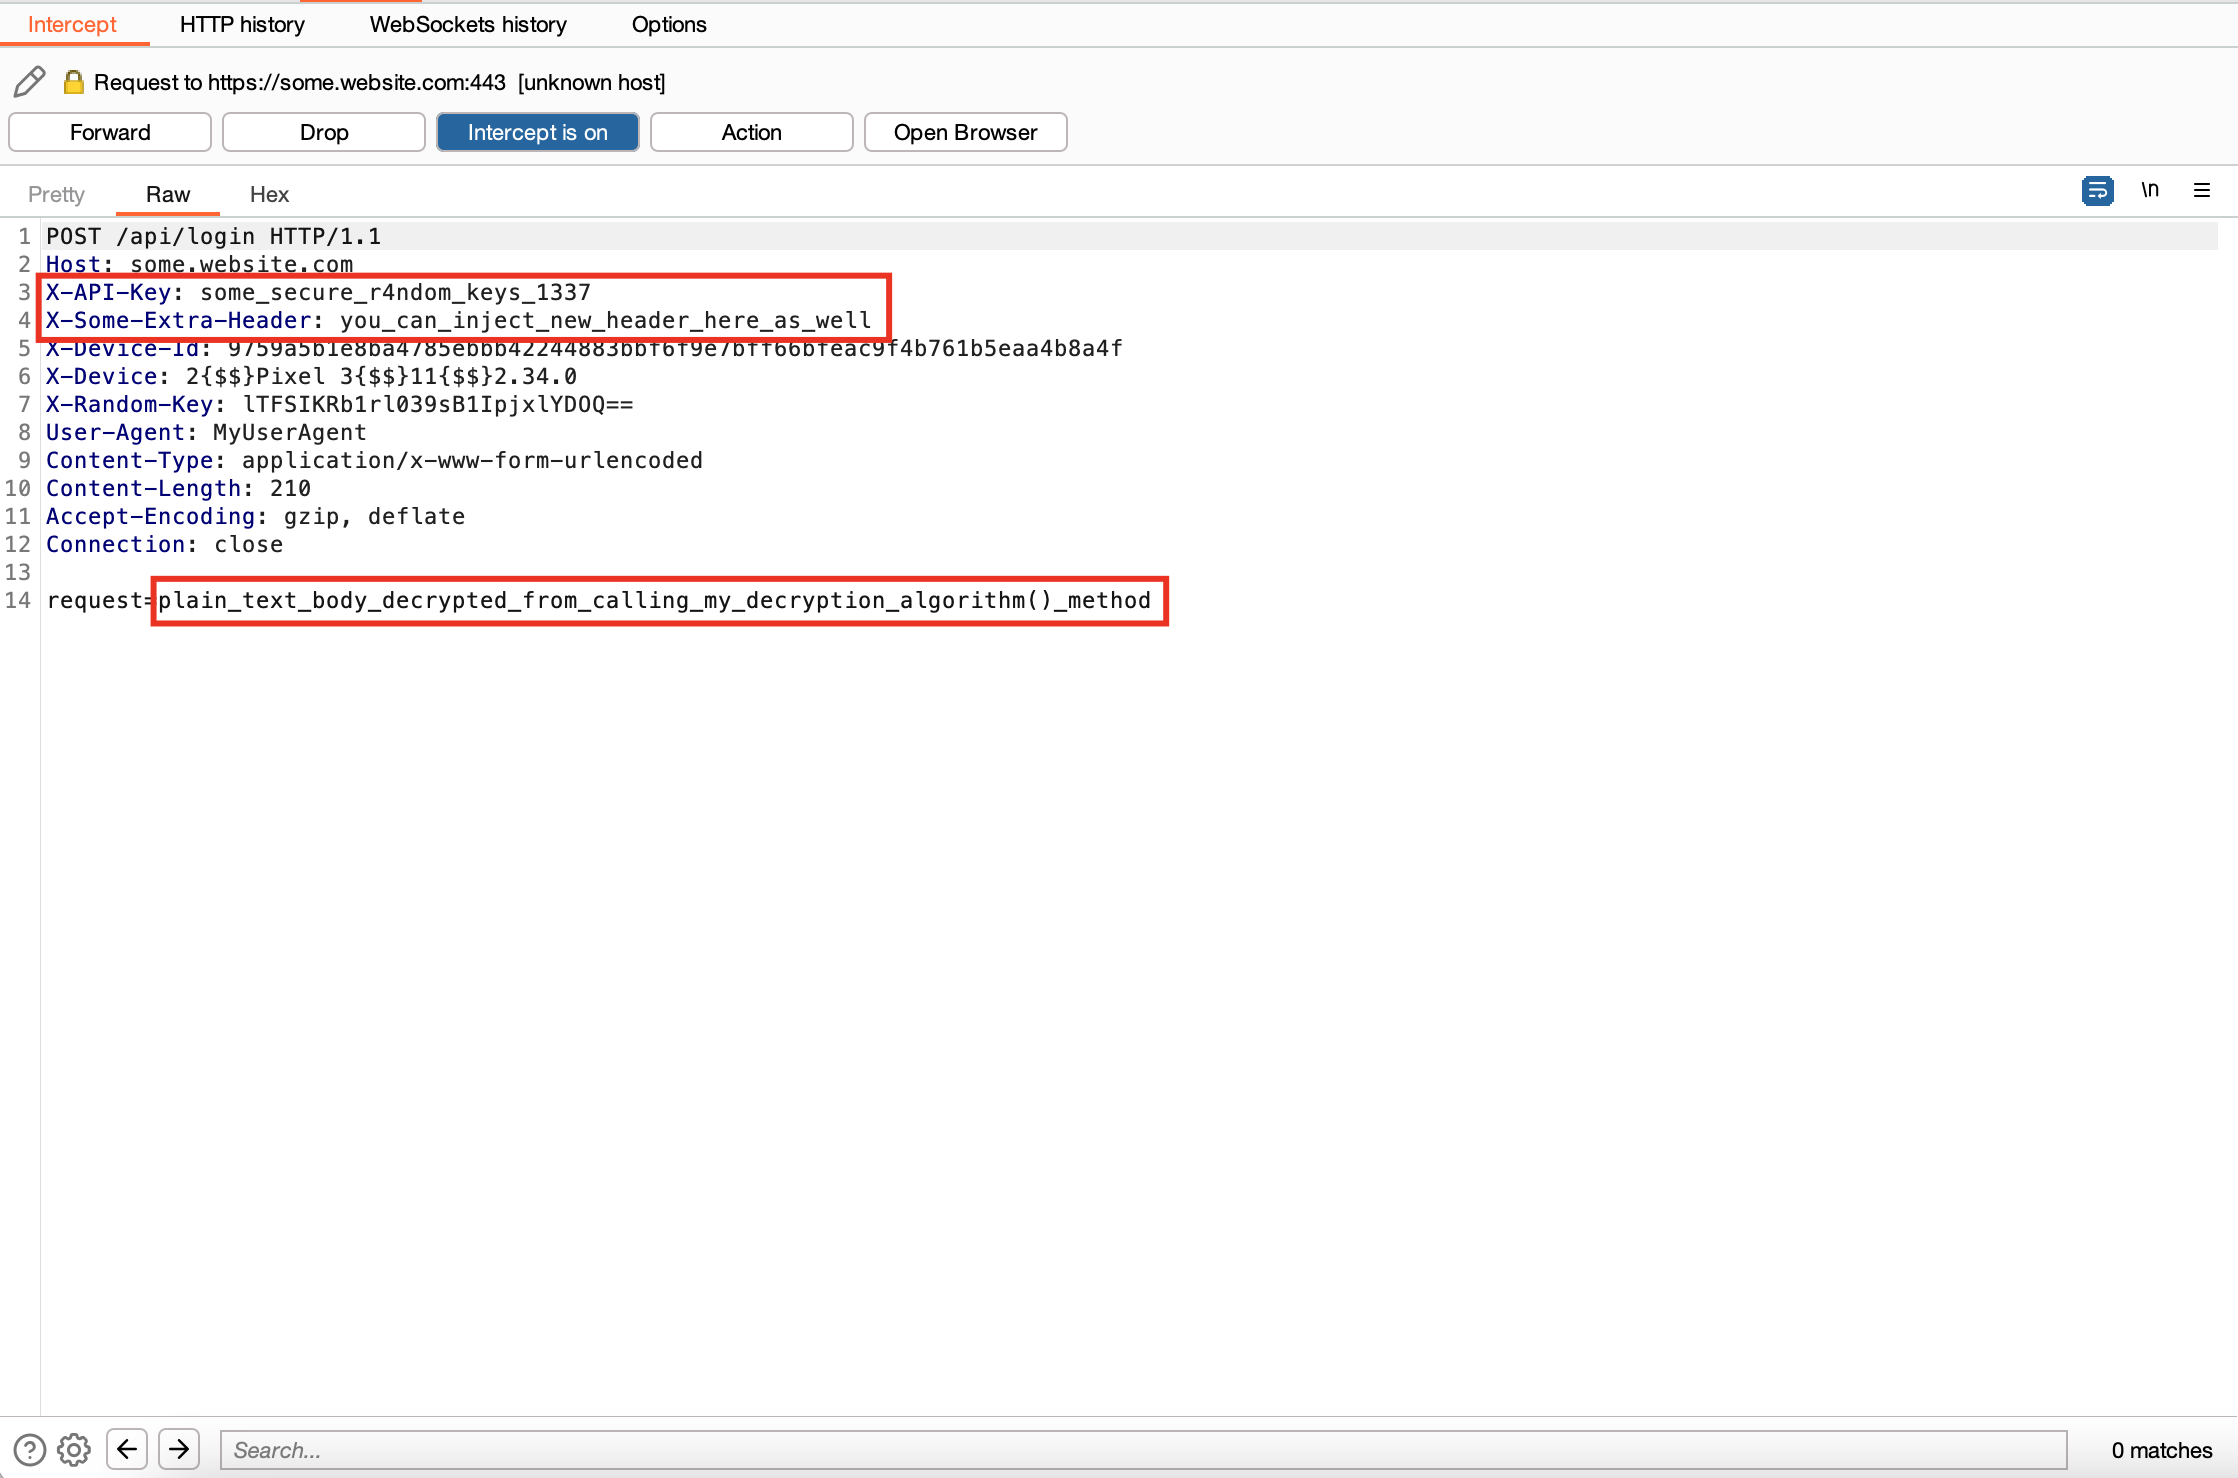 Intercept HTTP history WebSockets history Options
Request to https://some.website.com:443 [unknown host]
Forward Drop Intercept is on Action Open Browser
Pretty Raw Hex \n
1 POST /api/login HTTP/1.1
2 Host: some.website.com
3 X-API-Key: some_secure_r4ndom_keys_1337
4 X-Some-Extra-Header: you_can_inject_new_header_here_as_well
5 X-Device-Id: 9759a5b1e8ba4785ebbb42244883bbf6f9e7bff66bfeac9f4b761b5eaa4b8a4f
6 X-Device: 2{$$}Pixel 3{$$}11{$$}2.34.0
7 X-Random-Key: lTFSIKRb1rl039sB1IpjxlYDOQ==
8 User-Agent: MyUserAgent
9 Content-Type: application/x-www-form-urlencoded
10 Content-Length: 210
11 Accept-Encoding: gzip, deflate
12 Connection: close
13
14 request=plain_text_body_decrypted_from_calling_my_decryption_algorithm()_method
? Search... 0 matches